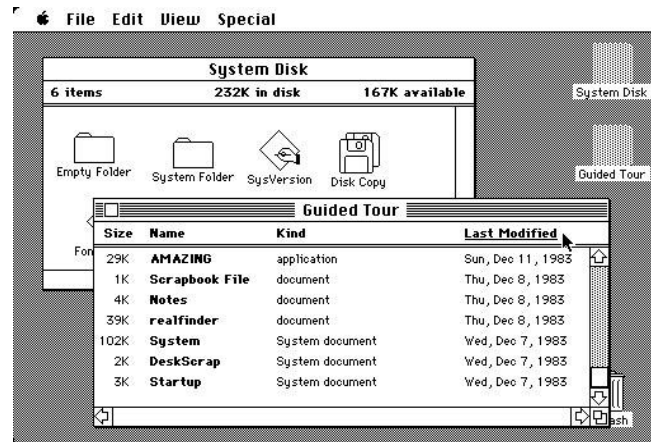 File Edit View Special
System Disk
6 items 232K in disk 167K available
System Disk
Empty Folder System Folder SysVersion Disk Copy
Guided Tour
Guided Tour
Size Name Kind Last Modified
Fon
29K AMAZING application Sun, Dec 11, 1983
1K Scrapbook File document Thu, Dec 8, 1983
4K Notes document Thu, Dec 8, 1983
39K realfinder document Thu, Dec 8, 1983
102K System System document Wed, Dec 7, 1983
2K DeskScrap System document Wed, Dec 7, 1983
3K Startup System document Wed, Dec 7, 1983
ash